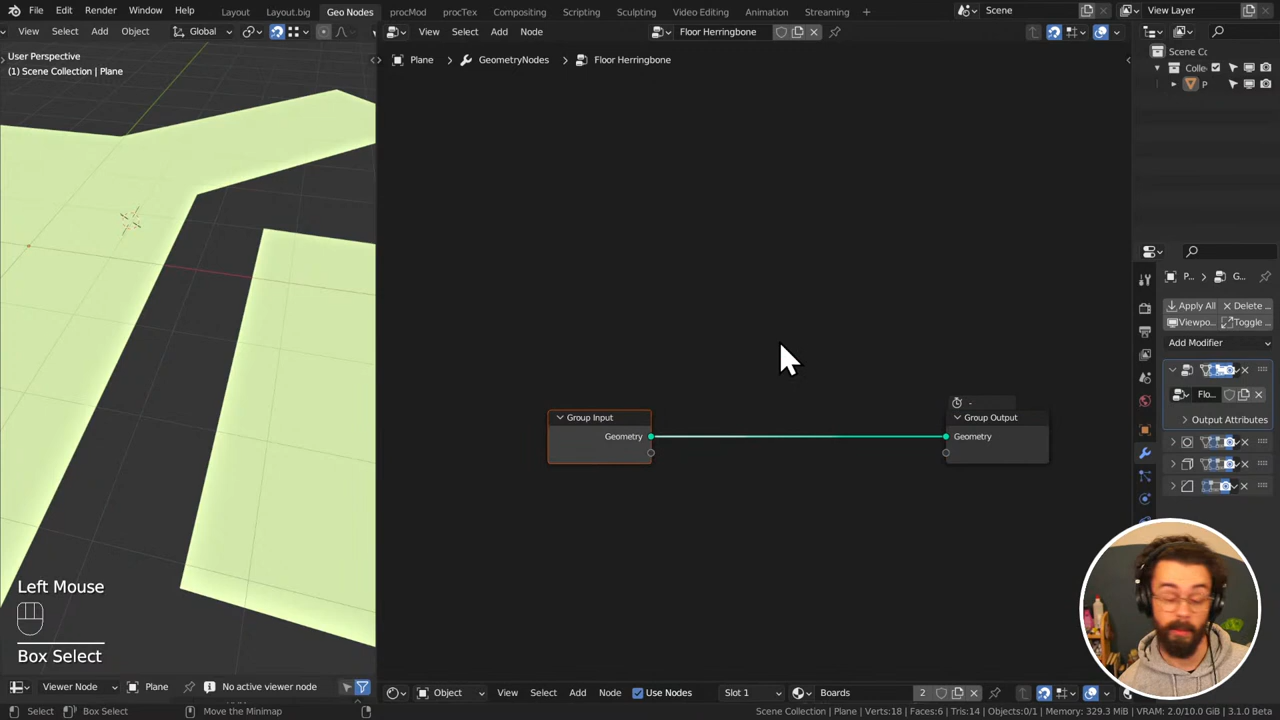 File Edit Render Window Help Layout Layout.big Geo Nodes procMod procTex Compositing Scripting Sculpting Video Editing Animation Streaming + Scene View Layer
View Select Add Object Global View Select Add Node Floor Herringbone
User Perspective
(1) Scene Collection | Plane
Plane GeometryNodes Floor Herringbone
Scene Cc
Colle
P
P... G...
Apply All Delete ...
Viewpo... Toggle ...
Add Modifier
Flo...
Output Attributes
Group Input
Geometry
-
Group Output
Geometry
Left Mouse
Box Select
Viewer Node Plane No active viewer node
Object View Select Add Node Use Nodes Slot 1 Boards 2
Select Box Select Move the Minimap Scene Collection | Plane | Verts:18 | Faces:6 | Tris:14 | Objects:0/1 | Memory: 329.3 MiB | VRAM: 2.0/10.0 GiB | 3.1.0 Beta